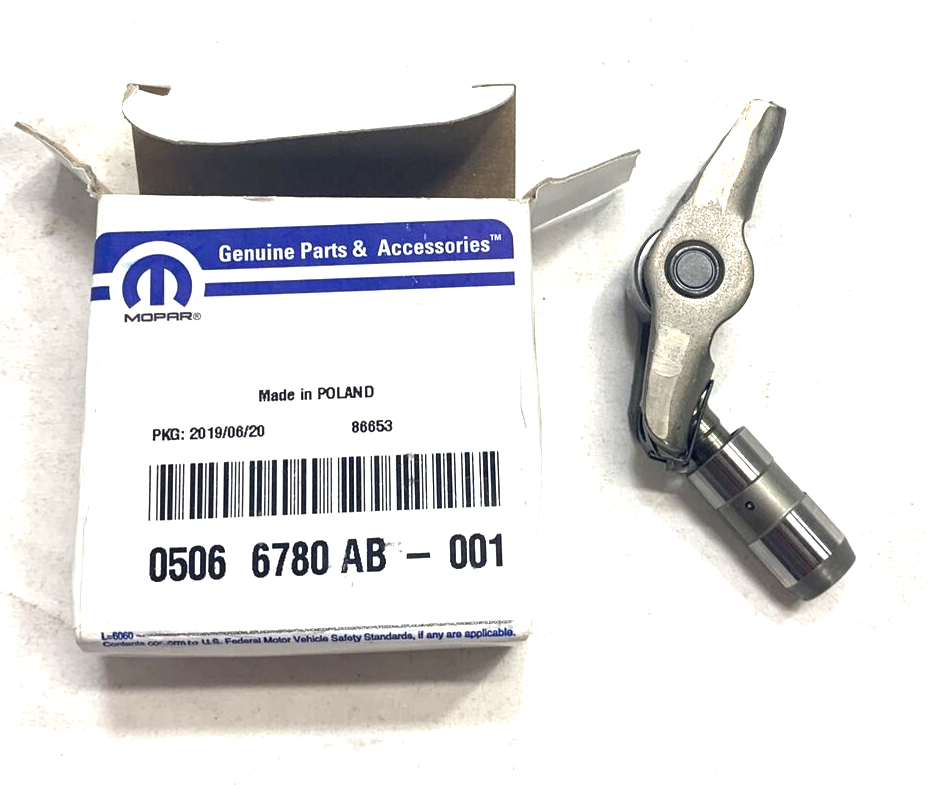 Genuine Parts & Accessories™
MOPAR®
Made in POLAND
PKG: 2019/06/20 86653
0506 6780 AB – 001
L-6060
Contents conform to U.S. Federal Motor Vehicle Safety Standards, if any are applicable.